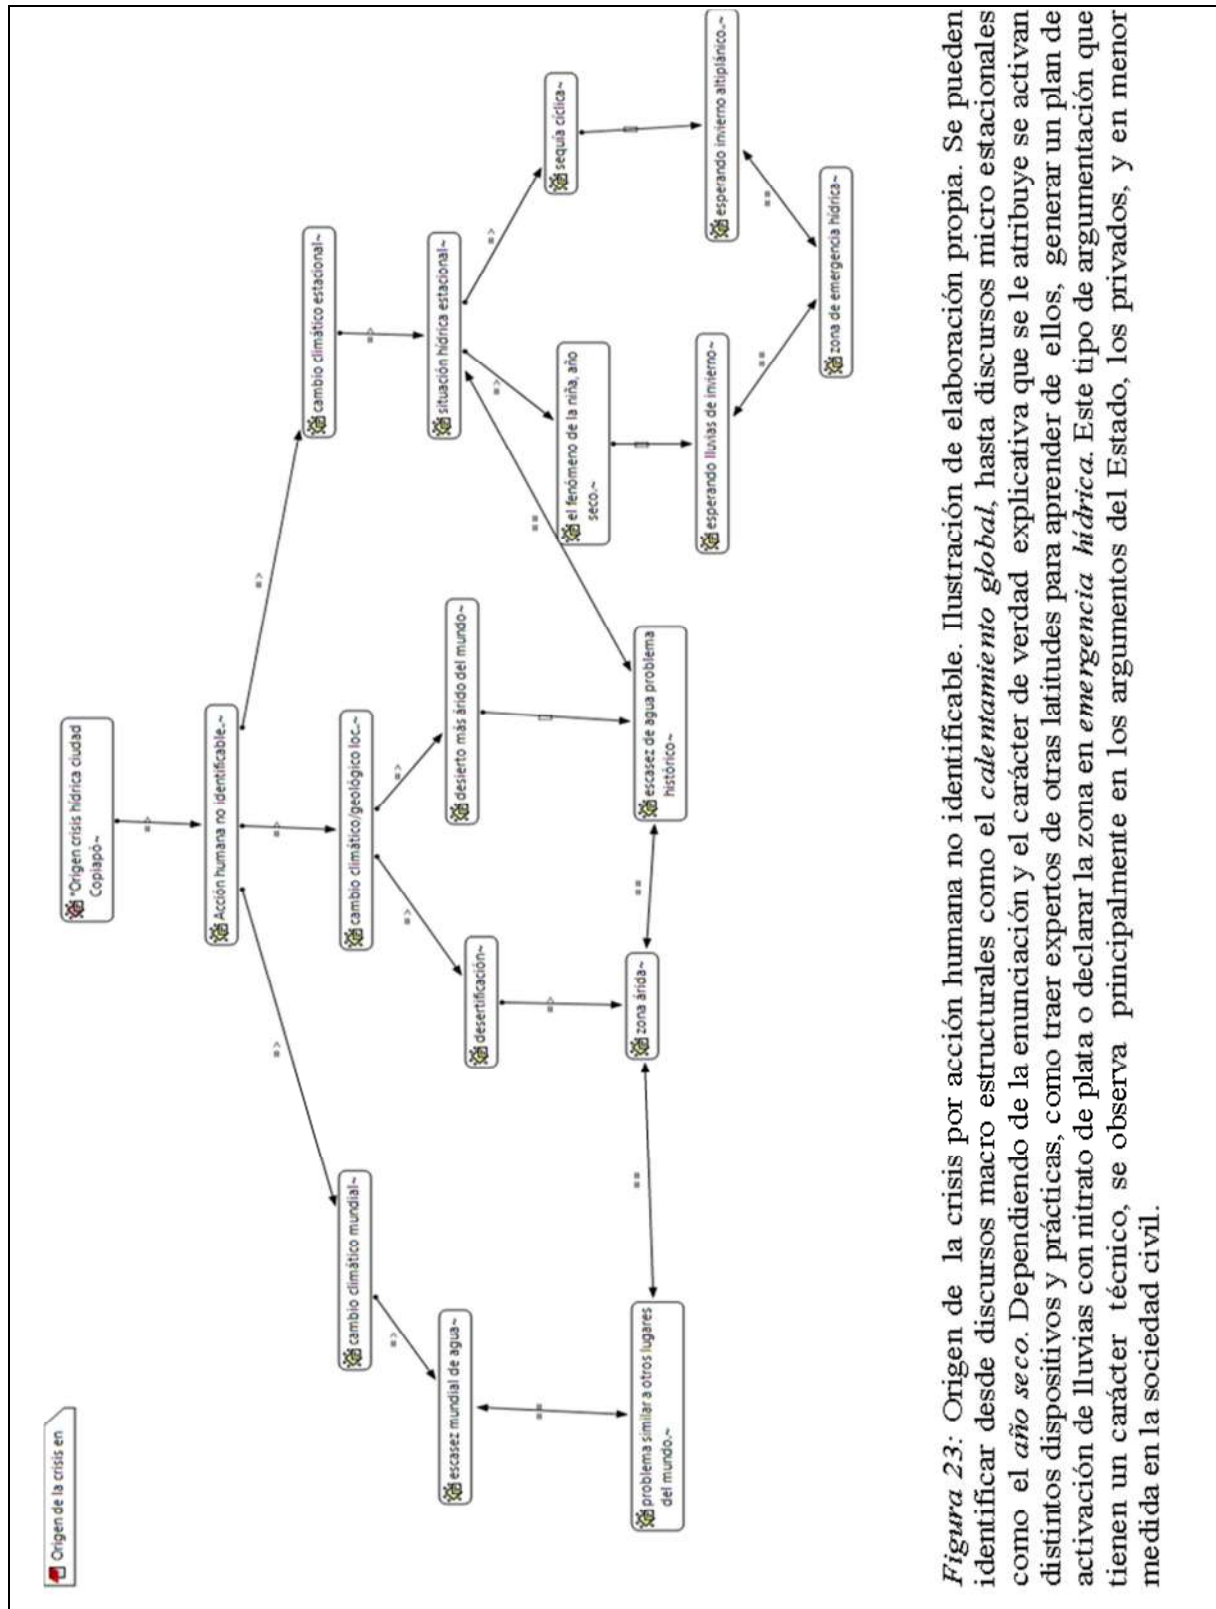 Origen de la crisis en
*Origen crisis hídrica ciudad
Copiapó~
Acción humana no identificable.~
=>
=>
=>
cambio climático mundial~
cambio climático/geológico loc..~
cambio climático estacional~
=>
=>
=>
=>
escasez mundial de agua~
desertificación~
desierto más árido del mundo~
situación hídrica estacional~
==
=>
[]
==
=>
=>
el fenómeno de la niña, año
seco.~
sequía cíclica~
problema similar a otros lugares
del mundo.~
==
zona árida~
==
escasez de agua problema
histórico~
[]
[]
esperando lluvias de invierno~
esperando invierno altiplánico..~
==
==
zona de emergencia hídrica~
Figura 23: Origen de la crisis por acción humana no identificable. Ilustración de elaboración propia. Se pueden
identificar desde discursos macro estructurales como el calentamiento global, hasta discursos micro estacionales
como el año seco. Dependiendo de la enunciación y el carácter de verdad explicativa que se le atribuye se activan
distintos dispositivos y prácticas, como traer expertos de otras latitudes para aprender de ellos, generar un plan de
activación de lluvias con nitrato de plata o declarar la zona en emergencia hídrica. Este tipo de argumentación que
tienen un carácter técnico, se observa principalmente en los argumentos del Estado, los privados, y en menor
medida en la sociedad civil.